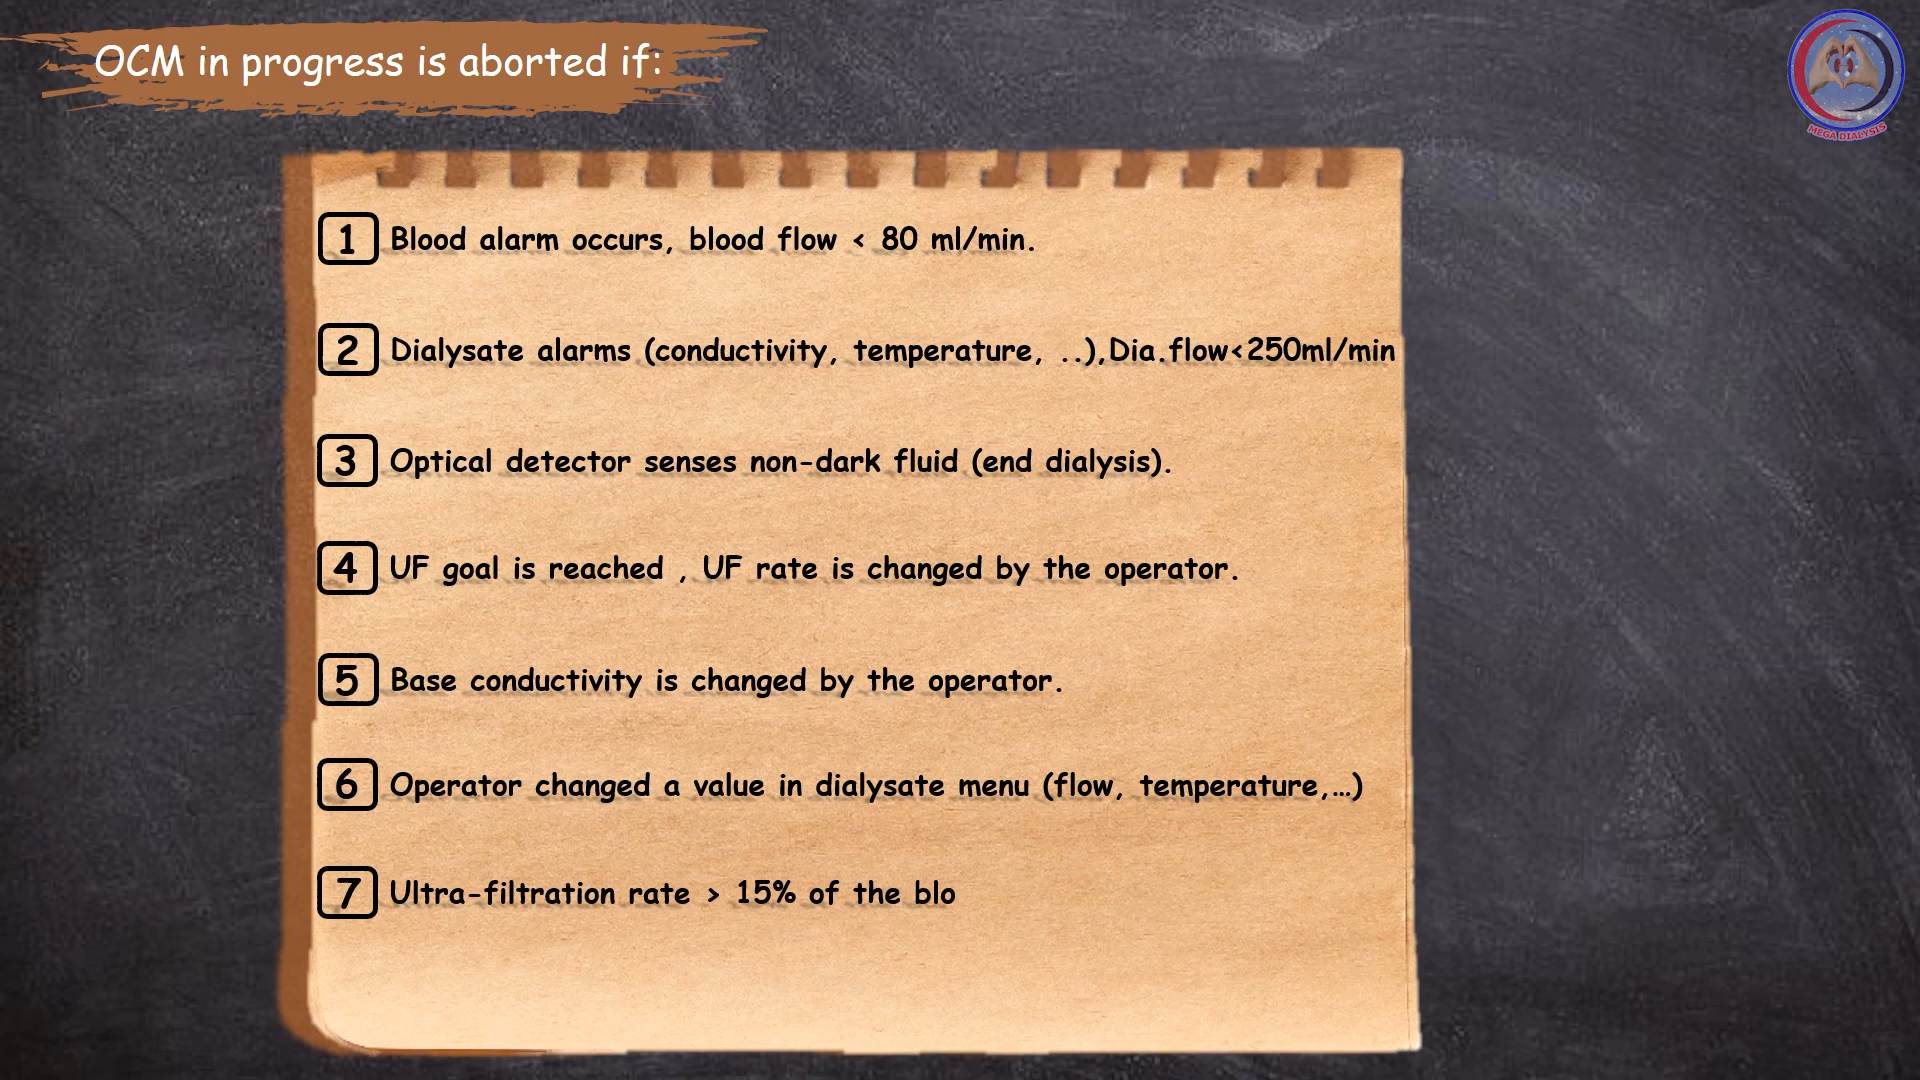 OCM in progress is aborted if:
MEGA DIALYSIS
1 Blood alarm occurs, blood flow < 80 ml/min.
2 Dialysate alarms (conductivity, temperature, ..),Dia.flow<250ml/min
3 Optical detector senses non-dark fluid (end dialysis).
4 UF goal is reached , UF rate is changed by the operator.
5 Base conductivity is changed by the operator.
6 Operator changed a value in dialysate menu (flow, temperature,…)
7 Ultra-filtration rate > 15% of the blo